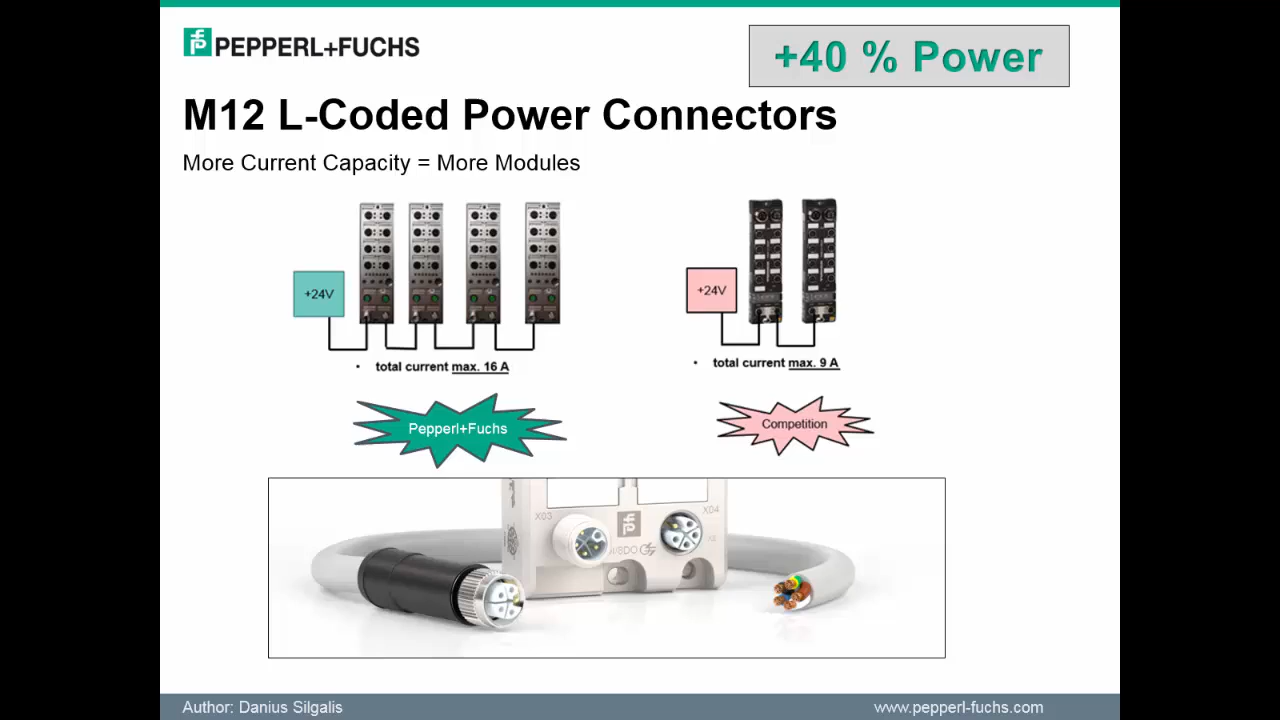 PEPPERL+FUCHS
+40 % Power
M12 L-Coded Power Connectors
More Current Capacity = More Modules
+24V
+24V
• total current max. 16 A
• total current max. 9 A
Pepperl+Fuchs
Competition
X03
X04
Author: Danius Silgalis
www.pepperl-fuchs.com